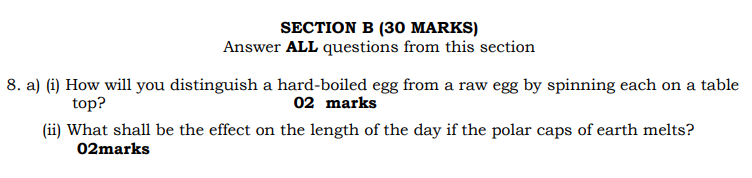 SECTION B (30 MARKS)
Answer ALL questions from this section
8. a) (i) How will you distinguish a hard-boiled egg from a raw egg by spinning each on a table
top? 02 marks
(ii) What shall be the effect on the length of the day if the polar caps of earth melts?
02marks